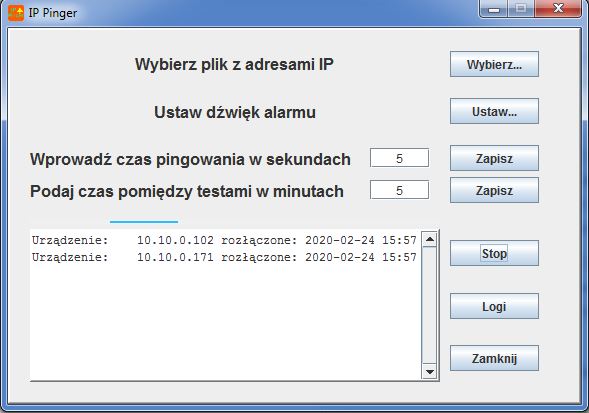 IP Pinger
Wybierz plik z adresami IP
Wybierz...
Ustaw dźwięk alarmu
Ustaw...
Wprowadź czas pingowania w sekundach 5 Zapisz
Podaj czas pomiędzy testami w minutach 5 Zapisz
Urządzenie: 10.10.0.102 rozłączone: 2020-02-24 15:57
Urządzenie: 10.10.0.171 rozłączone: 2020-02-24 15:57
Stop
Logi
Zamknij